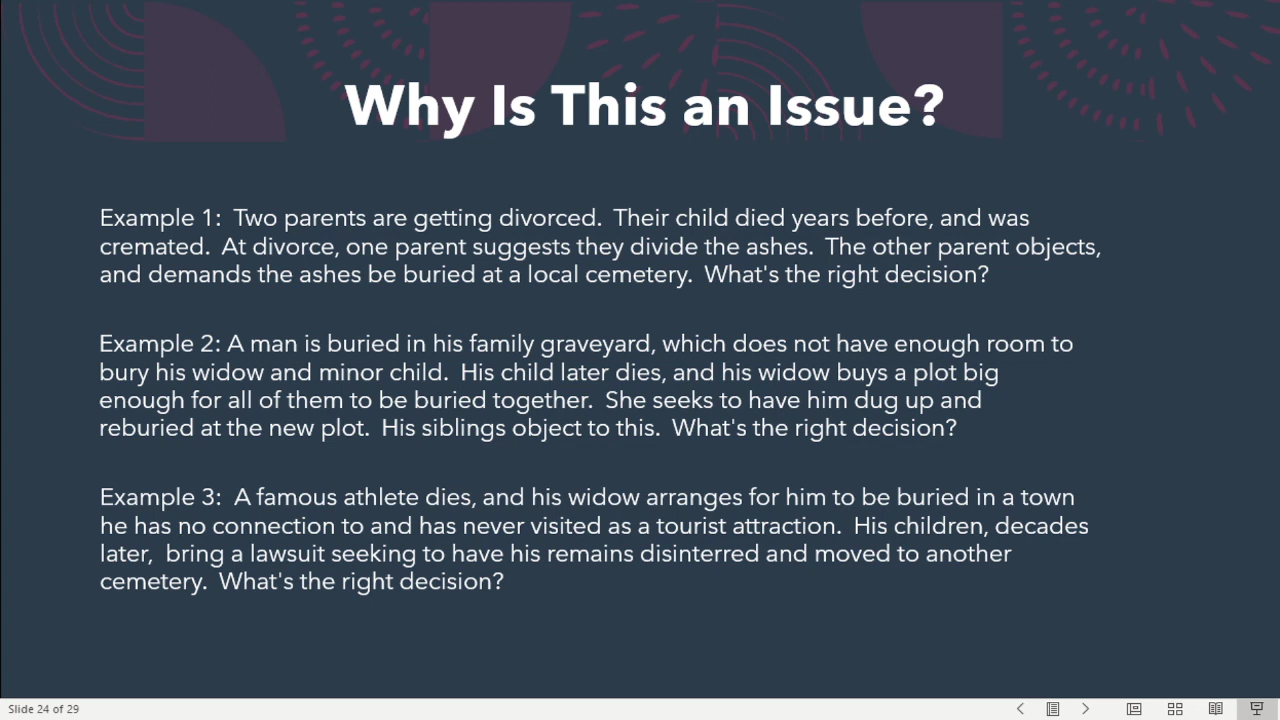 Why Is This an Issue?
Example 1:  Two parents are getting divorced.  Their child died years before, and was
cremated.  At divorce, one parent suggests they divide the ashes.  The other parent objects,
and demands the ashes be buried at a local cemetery.  What's the right decision?
Example 2: A man is buried in his family graveyard, which does not have enough room to
bury his widow and minor child.  His child later dies, and his widow buys a plot big
enough for all of them to be buried together.  She seeks to have him dug up and
reburied at the new plot.  His siblings object to this.  What's the right decision?
Example 3:  A famous athlete dies, and his widow arranges for him to be buried in a town
he has no connection to and has never visited as a tourist attraction.  His children, decades
later,  bring a lawsuit seeking to have his remains disinterred and moved to another
cemetery.  What's the right decision?
Slide 24 of 29